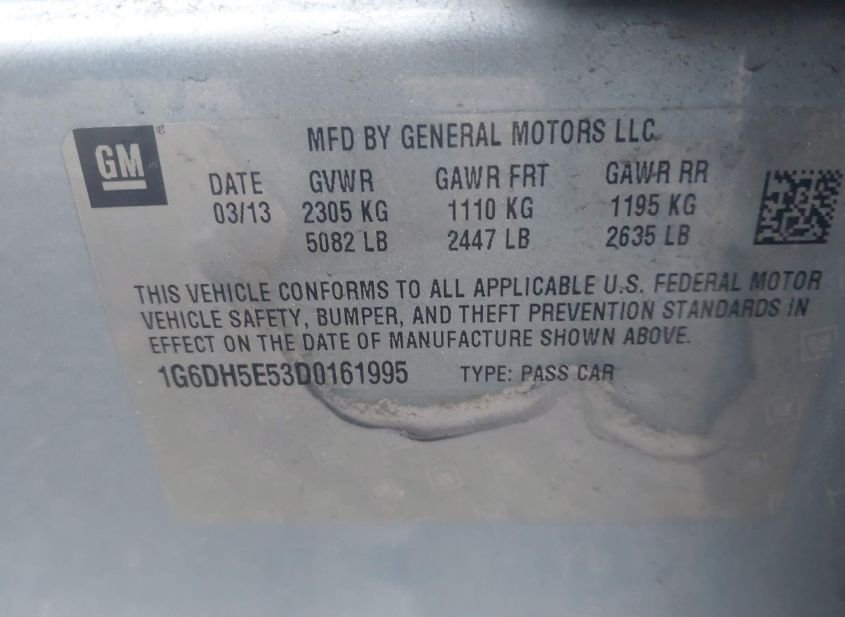 GM
MFD BY GENERAL MOTORS LLC
DATE GVWR GAWR FRT GAWR RR
03/13 2305 KG 1110 KG 1195 KG
5082 LB 2447 LB 2635 LB
THIS VEHICLE CONFORMS TO ALL APPLICABLE U.S. FEDERAL MOTOR
VEHICLE SAFETY, BUMPER, AND THEFT PREVENTION STANDARDS IN
EFFECT ON THE DATE OF MANUFACTURE SHOWN ABOVE.
1G6DH5E53D0161995 TYPE: PASS CAR